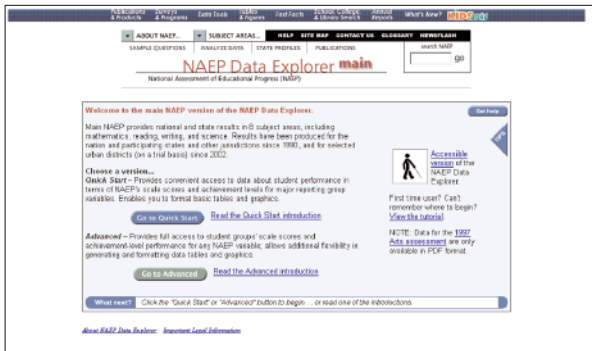 Publications & Products
Surveys & Programs
Data Tools
Tables & Figures
Fast Facts
School, College, & Library Search
Annual Reports
What's New?
ABOUT NAEP...
SUBJECT AREAS...
HELP SITE MAP CONTACT US GLOSSARY NEWSFLASH
SAMPLE QUESTIONS ANALYZE DATA STATE PROFILES PUBLICATIONS
search NAEP
go
NAEP Data Explorer main
National Assessment of Educational Progress (NAEP)
Welcome to the main NAEP version of the NAEP Data Explorer.
Get help
TIPS
Main NAEP provides national and state results in 8 subject areas, including
mathematics, reading, writing, and science. Results have been produced for the
nation and participating states and other jurisdictions since 1990, and for selected
urban districts (on a trial basis) since 2002.
Choose a version...
Quick Start – Provides convenient access to data about student performance in
terms of NAEP's scale scores and achievement levels for major reporting group
variables. Enables you to format basic tables and graphics.
Go to Quick Start Read the Quick Start introduction
Advanced – Provides full access to student groups' scale scores and
achievement-level performance for any NAEP variable; allows additional flexibility in
generating and formatting data tables and graphics.
Go to Advanced Read the Advanced introduction
Accessible
version of the
NAEP Data
Explorer
First time user? Can't
remember where to begin?
View the tutorial.
NOTE: Data for the 1997
Arts assessment are only
available in PDF format.
What next? Click the "Quick Start" or "Advanced" button to begin . . . or read one of the introductions.
About NAEP Data Explorer Important Legal Information